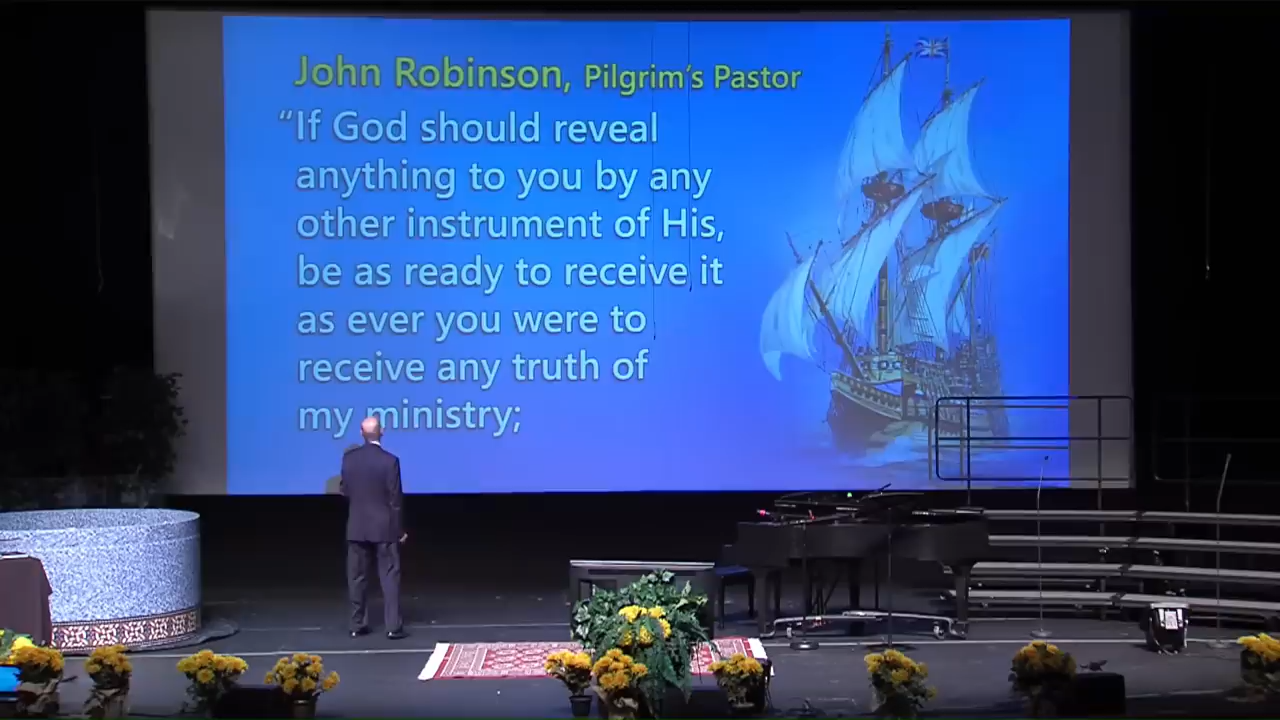 John Robinson, Pilgrim's Pastor
"If God should reveal
anything to you by any
other instrument of His,
be as ready to receive it
as ever you were to
receive any truth of
my ministry;